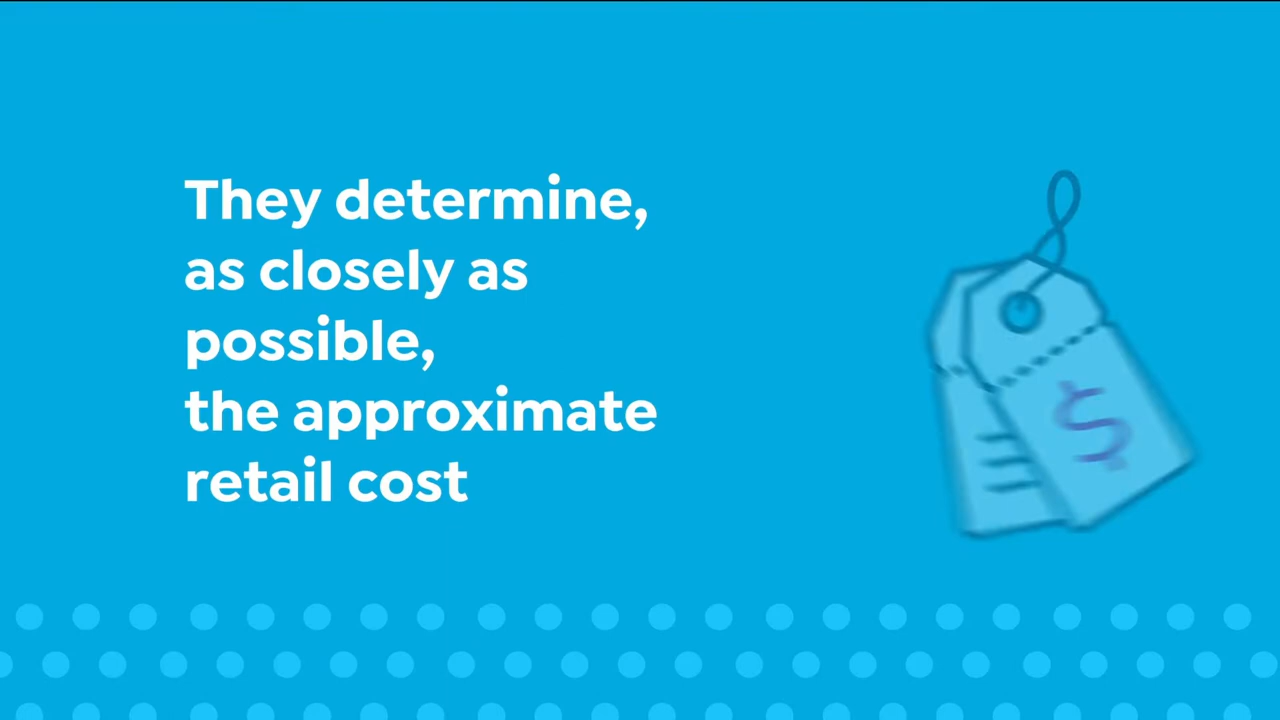 They determine,
as closely as
possible,
the approximate
retail cost
$